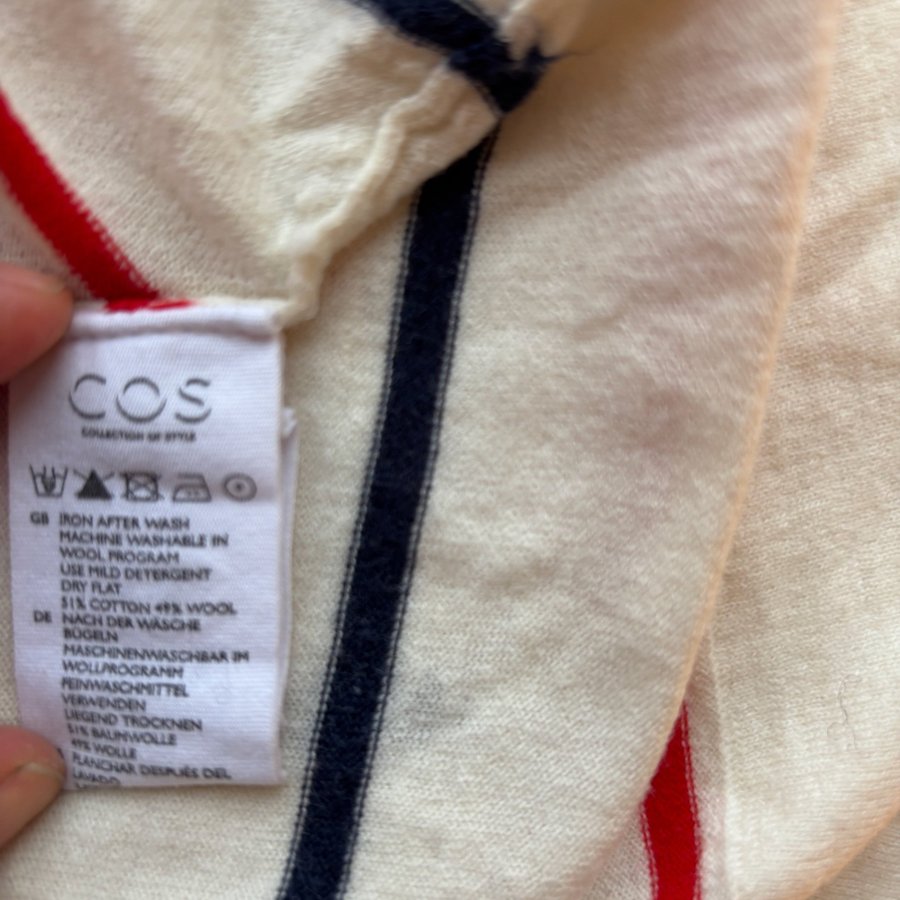 COS
COLLECTION OF STYLE
GB IRON AFTER WASH
MACHINE WASHABLE IN
WOOL PROGRAM
USE MILD DETERGENT
DRY FLAT
51% COTTON 49% WOOL
DE NACH DER WÄSCHE
BÜGELN
MASCHINENWASCHBAR IM
WOLLPROGRAMM
FEINWASCHMITTEL
VERWENDEN
LIEGEND TROCKNEN
51% BAUMWOLLE
49% WOLLE
PLANCHAR DESPUÉS DEL
LAVADO